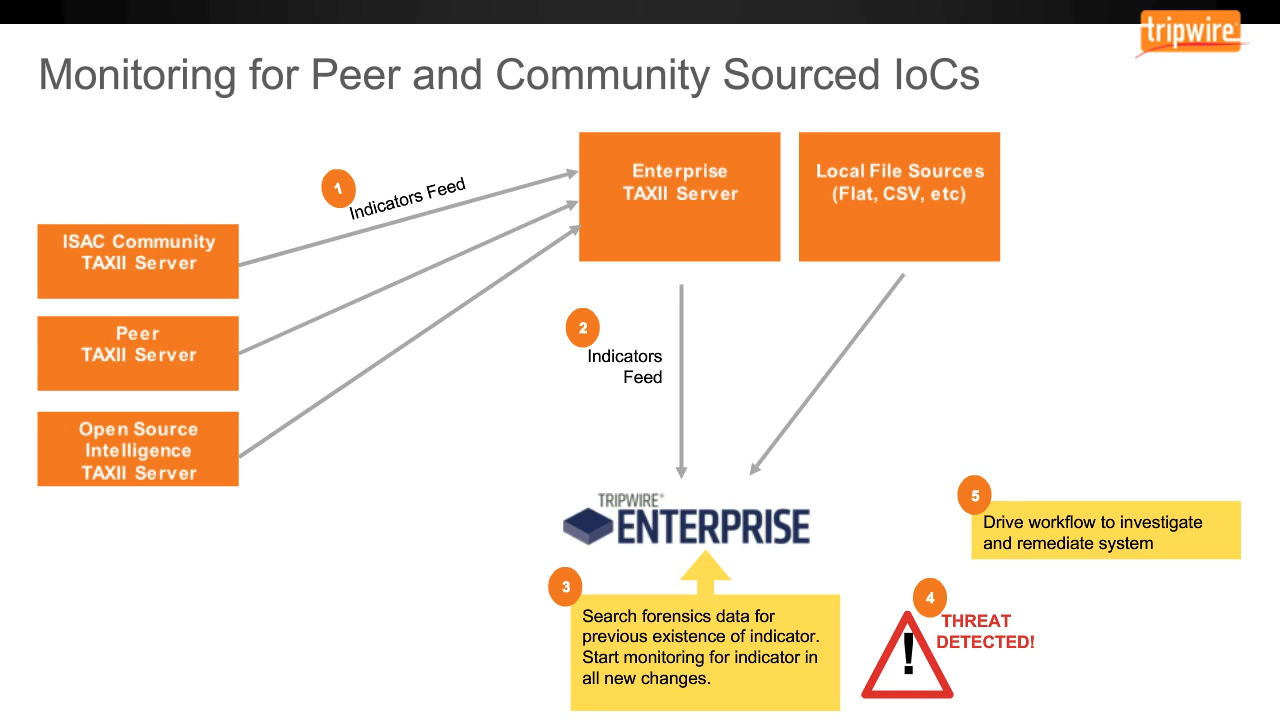 tripwire
Monitoring for Peer and Community Sourced IoCs
1
Indicators Feed
ISAC Community
TAXII Server
Peer
TAXII Server
Open Source
Intelligence
TAXII Server
Enterprise
TAXII Server
Local File Sources
(Flat, CSV, etc)
2
Indicators
Feed
TRIPWIRE®
ENTERPRISE
3
Search forensics data for
previous existence of indicator.
Start monitoring for indicator in
all new changes.
4
THREAT
DETECTED!
!
5
Drive workflow to investigate
and remediate system